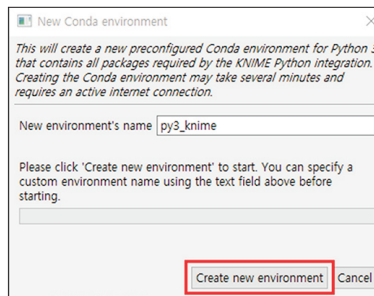 New Conda environment
This will create a new preconfigured Conda environment for Python 3
that contains all packages required by the KNIME Python integration.
Creating the Conda environment may take several minutes and
requires an active internet connection.
New environment's name py3_knime
Please click 'Create new environment' to start. You can specify a
custom environment name using the text field above before
starting.
Create new environment Cancel